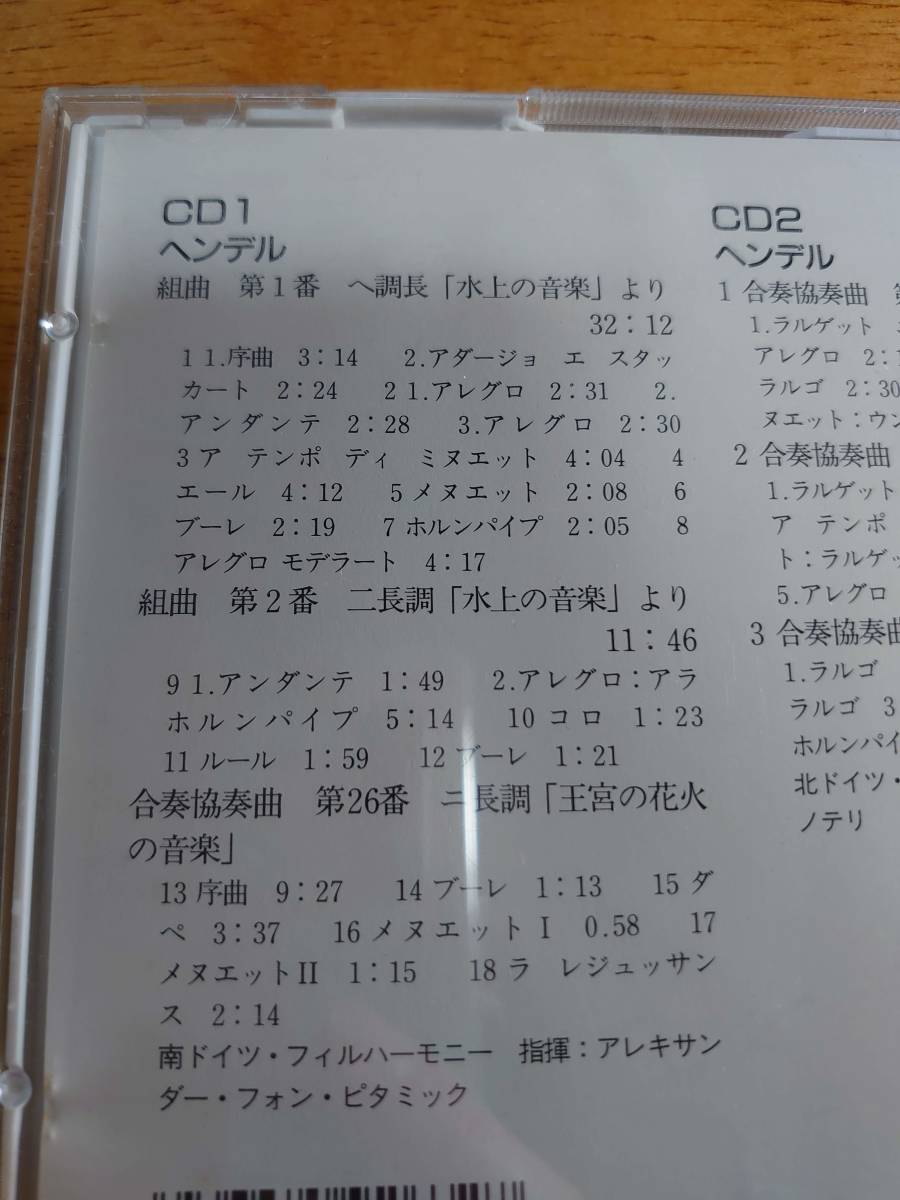 CD1
ヘンデル
組曲　第1番　ヘ調長「水上の音楽」より
32：12
1 1.序曲　3：14　2.アダージョ　エ　スタッ
カート　2：24　2 1.アレグロ　2：31　2.
アンダンテ　2：28　3.アレグロ　2：30
3 ア　テンポ　ディ　ミヌエット　4：04　4
エール　4：12　5 メヌエット　2：08　6
ブーレ　2：19　7 ホルンパイプ　2：05　8
アレグロ モデラート　4：17
組曲　第2番　二長調「水上の音楽」より
11：46
9 1.アンダンテ　1：49　2.アレグロ：アラ
ホルンパイプ　5：14　10 コロ　1：23
11 ルール　1：59　12 ブーレ　1：21
合奏協奏曲　第26番　ニ長調「王宮の花火
の音楽」
13 序曲　9：27　14 ブーレ　1：13　15 ダ
ペ　3：37　16 メヌエットI　0.58　17
メヌエットII　1：15　18 ラ　レジュッサン
ス　2：14
南ドイツ・フィルハーモニー　指揮：アレキサン
ダー・フォン・ピタミック
CD2
ヘンデル
1 合奏協奏曲
1.ラルゲット
アレグロ　2：
ラルゴ　2：30
ヌエット：ウン
2 合奏協奏曲
1.ラルゲット
ア　テンポ
ト：ラルゲッ
5.アレグロ
3 合奏協奏曲
1.ラルゴ
ラルゴ　3
ホルンパイ
北ドイツ・
ノテリ